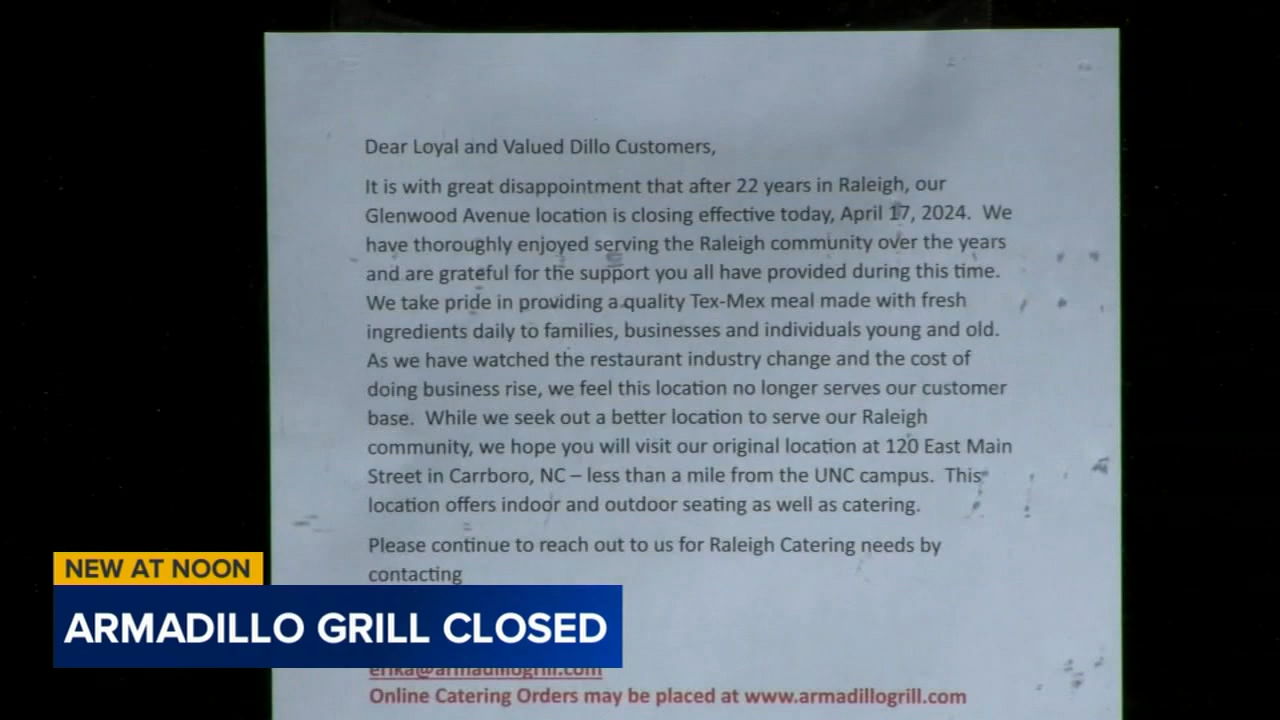 Dear Loyal and Valued Dillo Customers,
It is with great disappointment that after 22 years in Raleigh, our
Glenwood Avenue location is closing effective today, April 17, 2024. We
have thoroughly enjoyed serving the Raleigh community over the years
and are grateful for the support you all have provided during this time.
We take pride in providing a quality Tex-Mex meal made with fresh
ingredients daily to families, businesses and individuals young and old.
As we have watched the restaurant industry change and the cost of
doing business rise, we feel this location no longer serves our customer
base. While we seek out a better location to serve our Raleigh
community, we hope you will visit our original location at 120 East Main
Street in Carrboro, NC – less than a mile from the UNC campus. This
location offers indoor and outdoor seating as well as catering.
Please continue to reach out to us for Raleigh Catering needs by
contacting
NEW AT NOON
ARMADILLO GRILL CLOSED
erika@armadillogrill.com
Online Catering Orders may be placed at www.armadillogrill.com